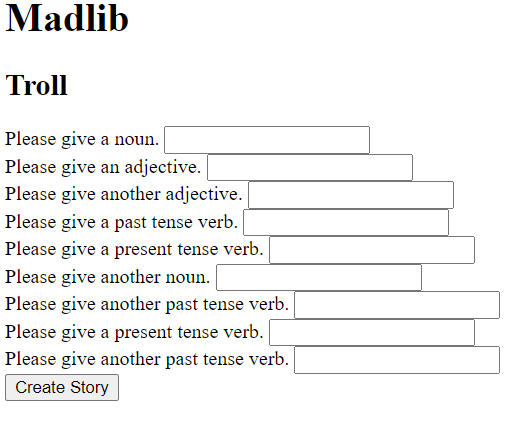 Madlib
Troll
Please give a noun.
Please give an adjective.
Please give another adjective.
Please give a past tense verb.
Please give a present tense verb.
Please give another noun.
Please give another past tense verb.
Please give a present tense verb.
Please give another past tense verb.
Create Story